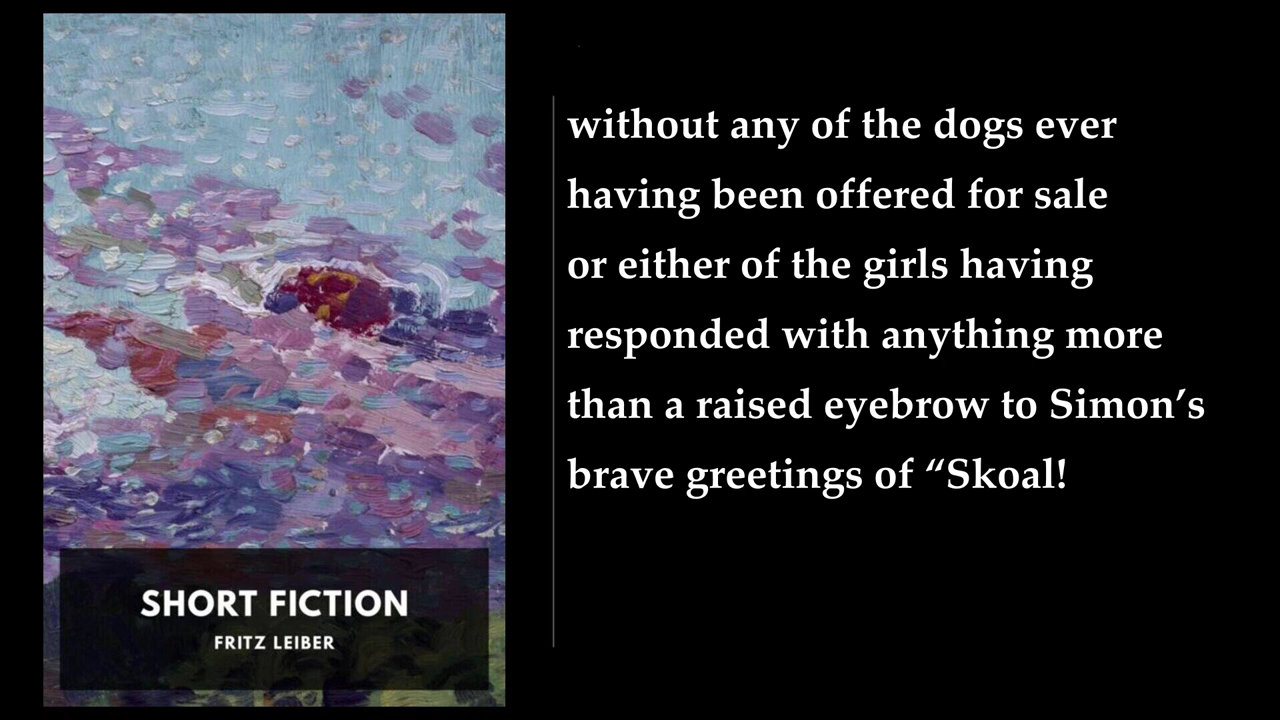 without any of the dogs ever
having been offered for sale
or either of the girls having
responded with anything more
than a raised eyebrow to Simon’s
brave greetings of “Skoal!
SHORT FICTION
FRITZ LEIBER